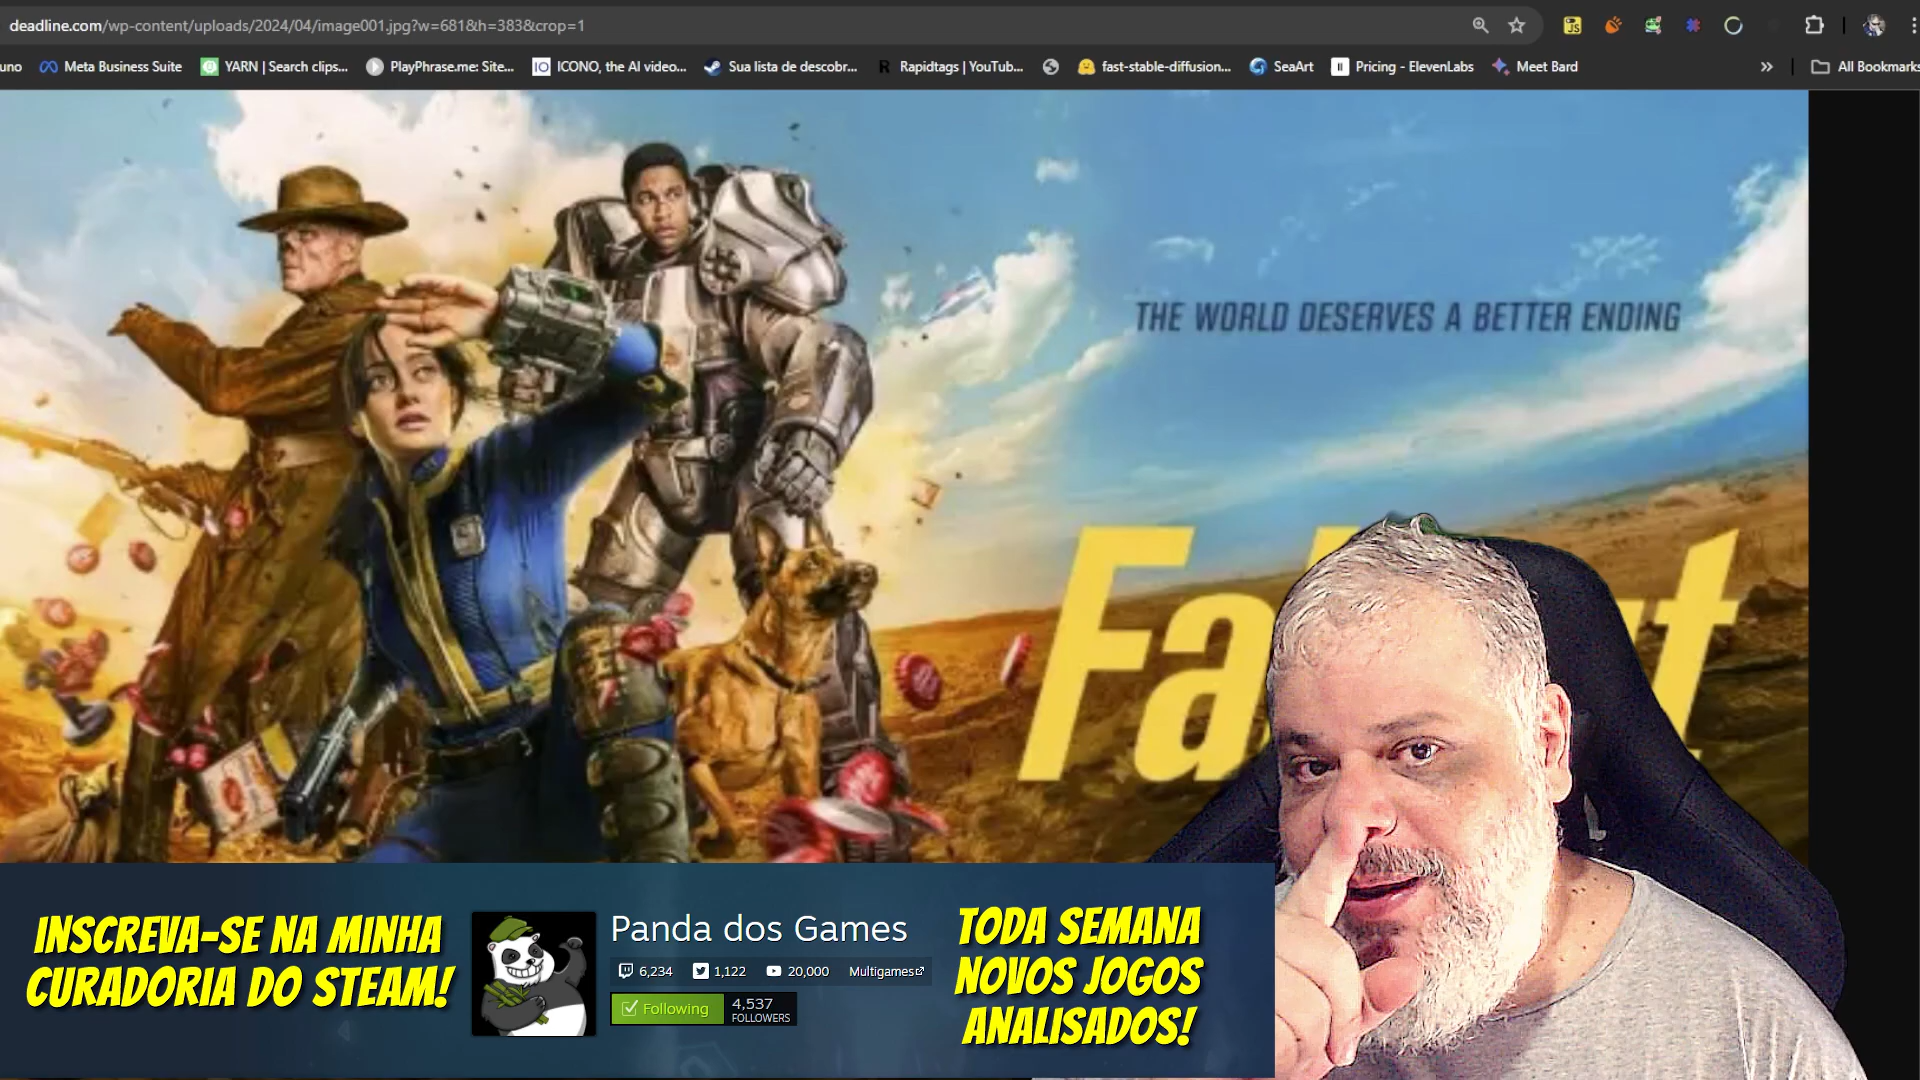 deadline.com/wp-content/uploads/2024/04/image001.jpg?w=681&h=383&crop=1
JS
uno Meta Business Suite YARN | Search clips... PlayPhrase.me: Site... IO ICONO, the AI video... Sua lista de descobr... R Rapidtags | YouTub... fast-stable-diffusion... SeaArt Pricing - ElevenLabs Meet Bard » All Bookmarks
THE WORLD DESERVES A BETTER ENDING
INSCREVA-SE NA MINHA
CURADORIA DO STEAM!
Panda dos Games
6,234 1,122 20,000 Multigames
Following 4,537
FOLLOWERS
TODA SEMANA
NOVOS JOGOS
ANALISADOS!